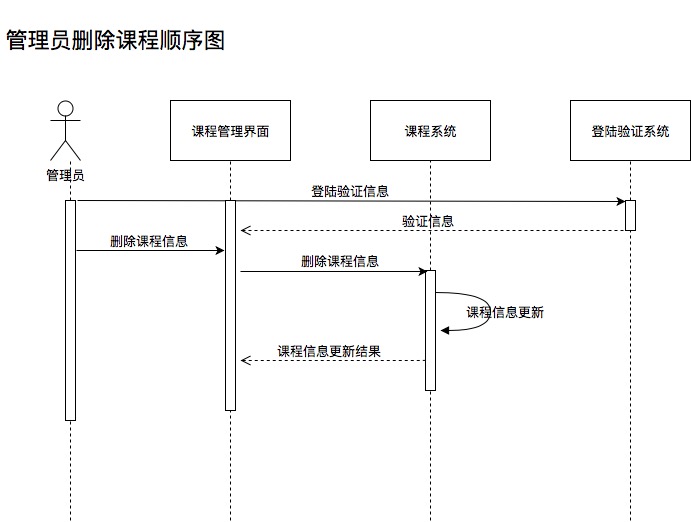 管理员删除课程顺序图
课程管理界面
课程系统
登陆验证系统
管理员
登陆验证信息
验证信息
删除课程信息
删除课程信息
课程信息更新
课程信息更新结果